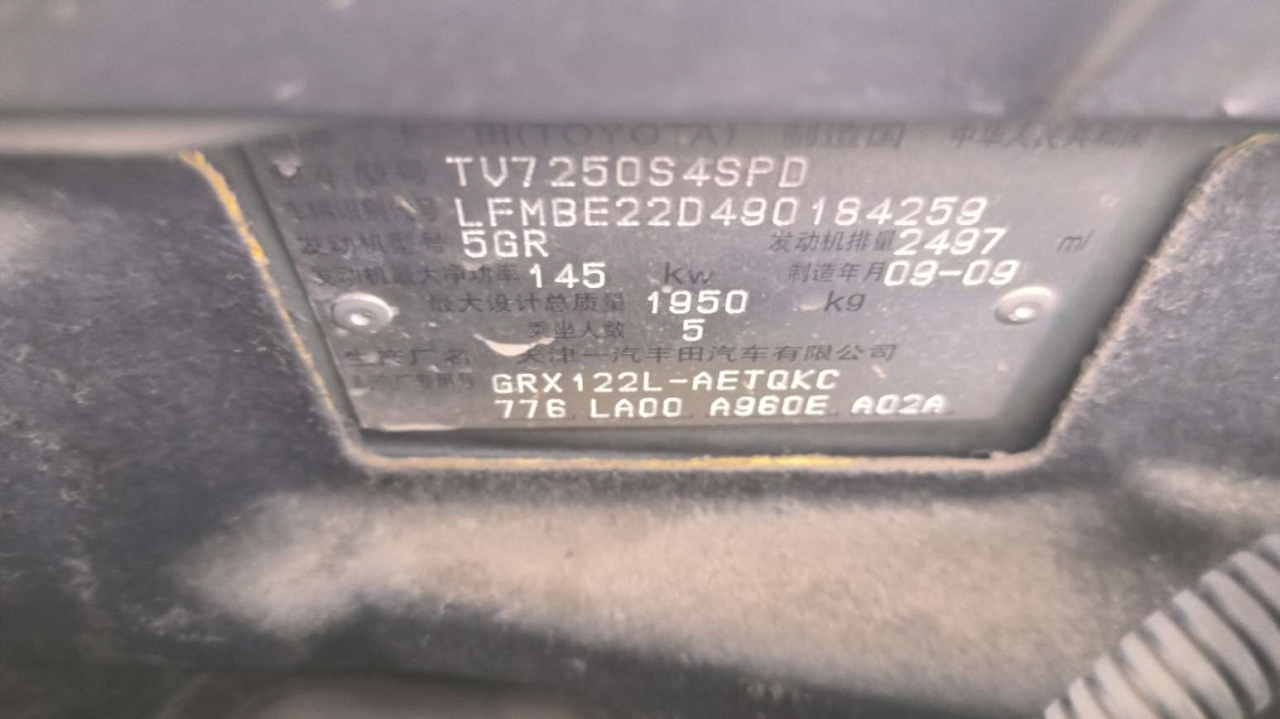 品牌 丰田(TOYOTA) 制造国 中华人民共和国
整车型号 TV7250S4SPD
车辆识别代号 LFMBE22D490184259
发动机型号 5GR 发动机排量 2497 ml
发动机最大净功率 145 kw 制造年月 09-09
最大设计总质量 1950 kg
乘坐人数 5
生产厂名 天津一汽丰田汽车有限公司
GRX122L-AETQKC
776 LA00 A960E A02A